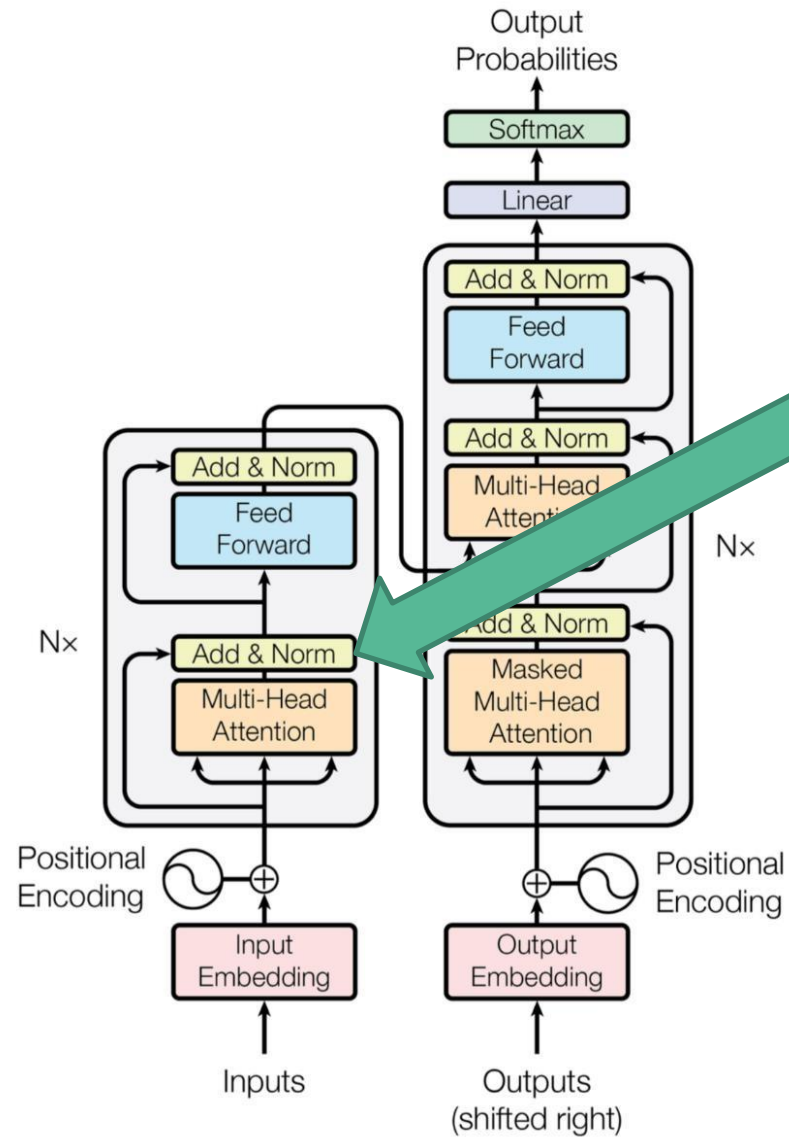 Output
Probabilities
Softmax
Linear
Add & Norm
Feed
Forward
Add & Norm
Multi-Head
Attention
Nx
Add & Norm
Masked
Multi-Head
Attention
Add & Norm
Feed
Forward
Nx
Add & Norm
Multi-Head
Attention
Positional
Encoding
Positional
Encoding
Input
Embedding
Output
Embedding
Inputs
Outputs
(shifted right)